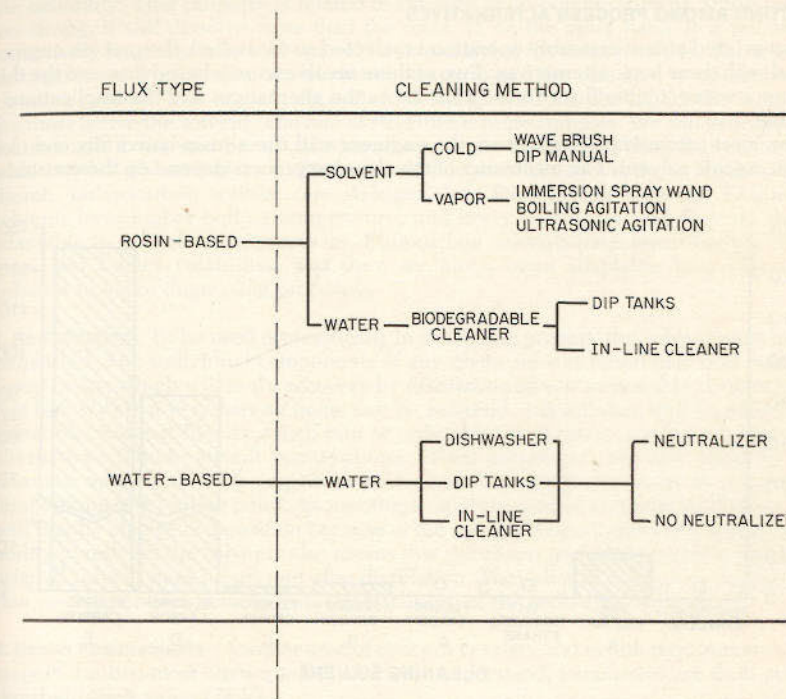 FLUX TYPE
CLEANING METHOD
ROSIN-BASED
SOLVENT
COLD
WAVE BRUSH
DIP MANUAL
VAPOR
IMMERSION SPRAY WAND
BOILING AGITATION
ULTRASONIC AGITATION
WATER
BIODEGRADABLE
CLEANER
DIP TANKS
IN-LINE CLEANER
WATER-BASED
WATER
DISHWASHER
DIP TANKS
IN-LINE
CLEANER
NEUTRALIZER
NO NEUTRALIZE